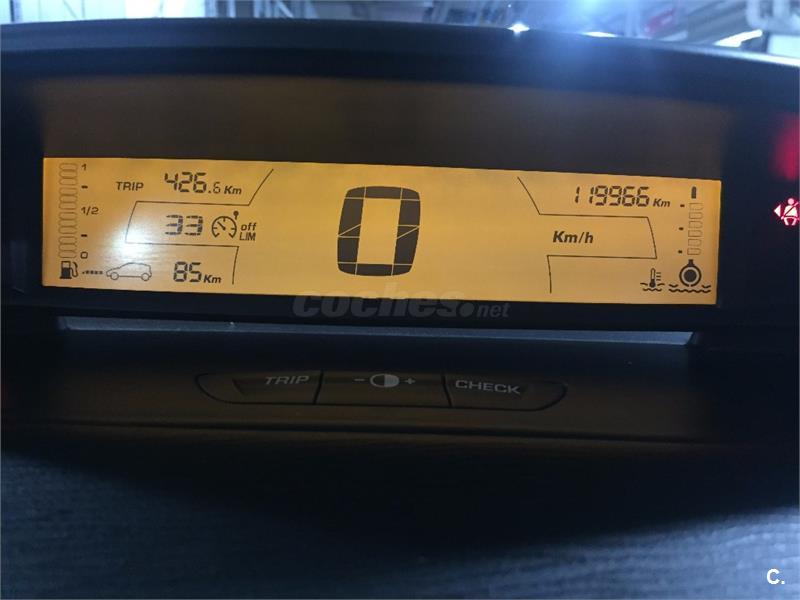 1
TRIP 426.6 Km
119966 Km
1/2
33 off
LIM
0
Km/h
0
85 Km
coches.net
TRIP - + CHECK
C.